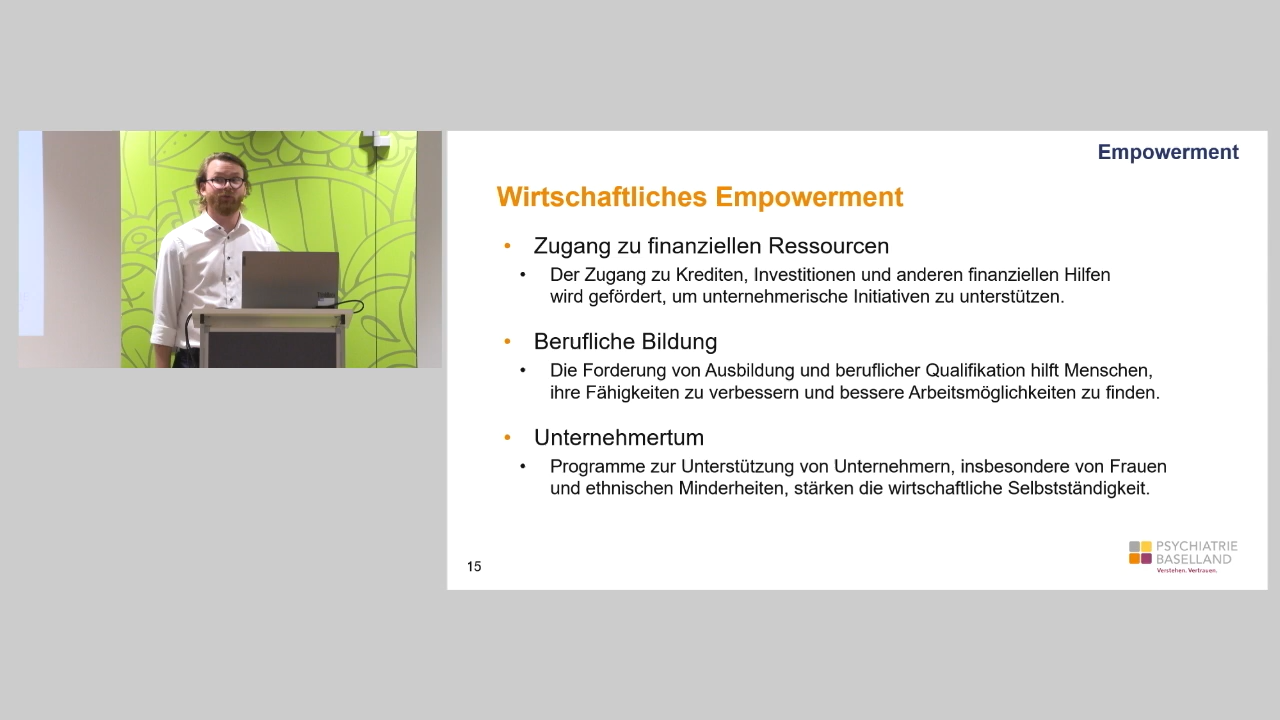 Empowerment
Wirtschaftliches Empowerment
• Zugang zu finanziellen Ressourcen
• Der Zugang zu Krediten, Investitionen und anderen finanziellen Hilfen
wird gefördert, um unternehmerische Initiativen zu unterstützen.
• Berufliche Bildung
• Die Forderung von Ausbildung und beruflicher Qualifikation hilft Menschen,
ihre Fähigkeiten zu verbessern und bessere Arbeitsmöglichkeiten zu finden.
• Unternehmertum
• Programme zur Unterstützung von Unternehmern, insbesondere von Frauen
und ethnischen Minderheiten, stärken die wirtschaftliche Selbstständigkeit.
15
PSYCHIATRIE
BASELLAND
Verstehen. Vertrauen.